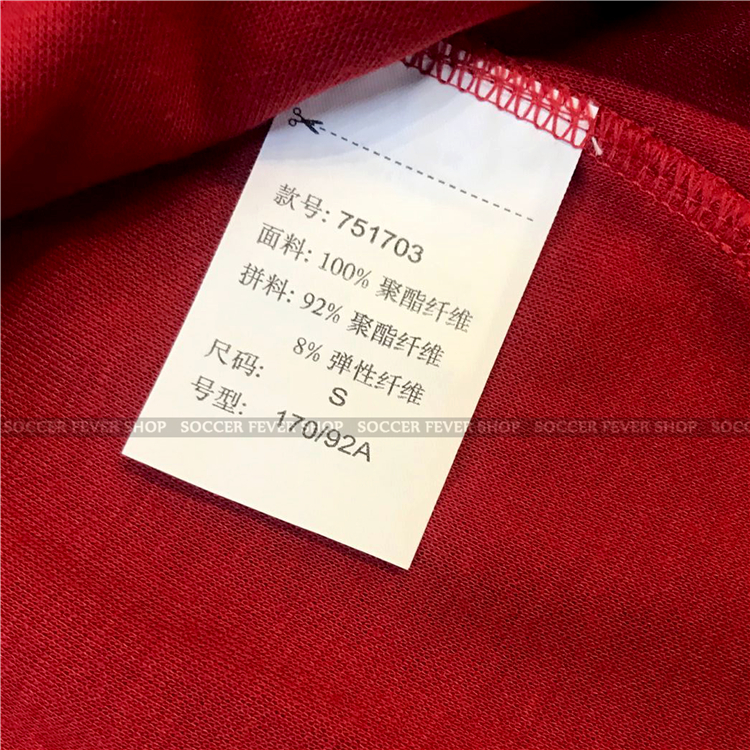 款号: 751703
面料: 100% 聚酯纤维
拼料: 92% 聚酯纤维
8% 弹性纤维
尺码: S
号型: 170/92A
SOCCER FEVER SHOP SOCCER FEVER SHOP SOCCER FEVER SHOP SOCCER FEVER SHOP